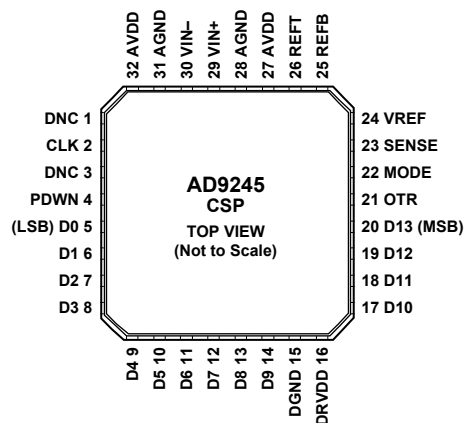 32 AVDD
31 AGND
30 VIN–
29 VIN+
28 AGND
27 AVDD
26 REFT
25 REFB
DNC 1
CLK 2
DNC 3
PDWN 4
(LSB) D0 5
D1 6
D2 7
D3 8
AD9245
CSP
TOP VIEW
(Not to Scale)
24 VREF
23 SENSE
22 MODE
21 OTR
20 D13 (MSB)
19 D12
18 D11
17 D10
D4 9
D5 10
D6 11
D7 12
D8 13
D9 14
DGND 15
DRVDD 16